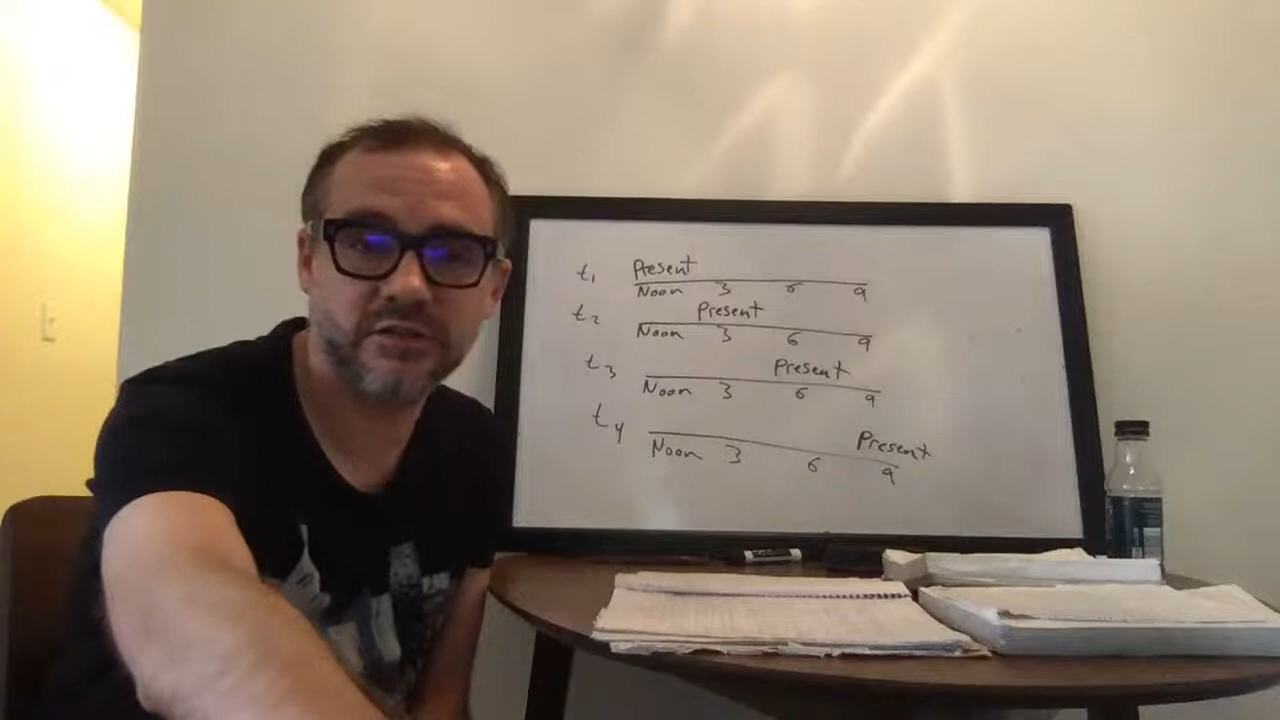 t1 Present
Noon 3 6 9
t2 Present
Noon 3 6 9
t3 Present
Noon 3 6 9
t4 Present
Noon 3 6 9